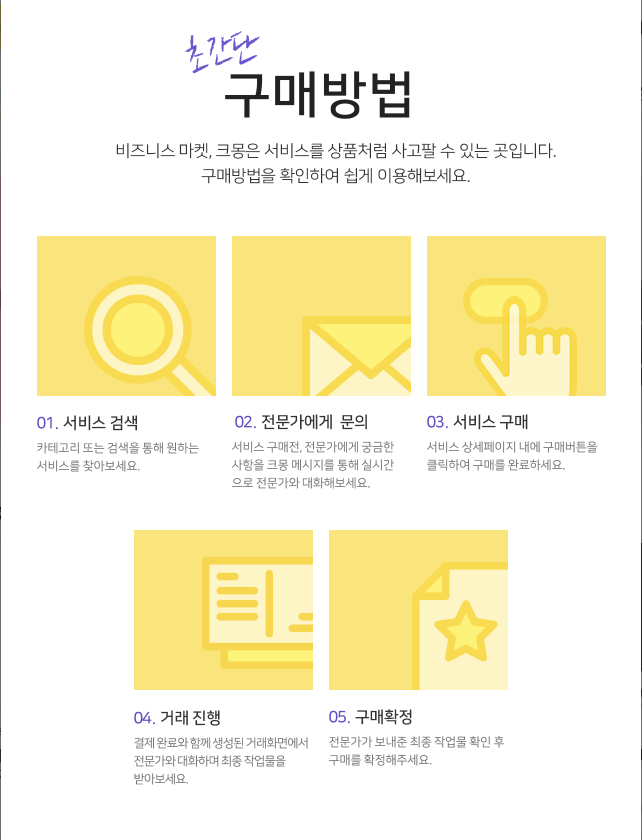 초간단
구매방법
비즈니스 마켓, 크몽은 서비스를 상품처럼 사고팔 수 있는 곳입니다.
구매방법을 확인하여 쉽게 이용해보세요.
01. 서비스 검색
카테고리 또는 검색을 통해 원하는
서비스를 찾아보세요.
02. 전문가에게 문의
서비스 구매전, 전문가에게 궁금한
사항을 크몽 메시지를 통해 실시간
으로 전문가와 대화해보세요.
03. 서비스 구매
서비스 상세페이지 내에 구매버튼을
클릭하여 구매를 완료하세요.
04. 거래 진행
결제 완료와 함께 생성된 거래화면에서
전문가와 대화하며 최종 작업물을
받아보세요.
05. 구매확정
전문가가 보내준 최종 작업물 확인 후
구매를 확정해주세요.